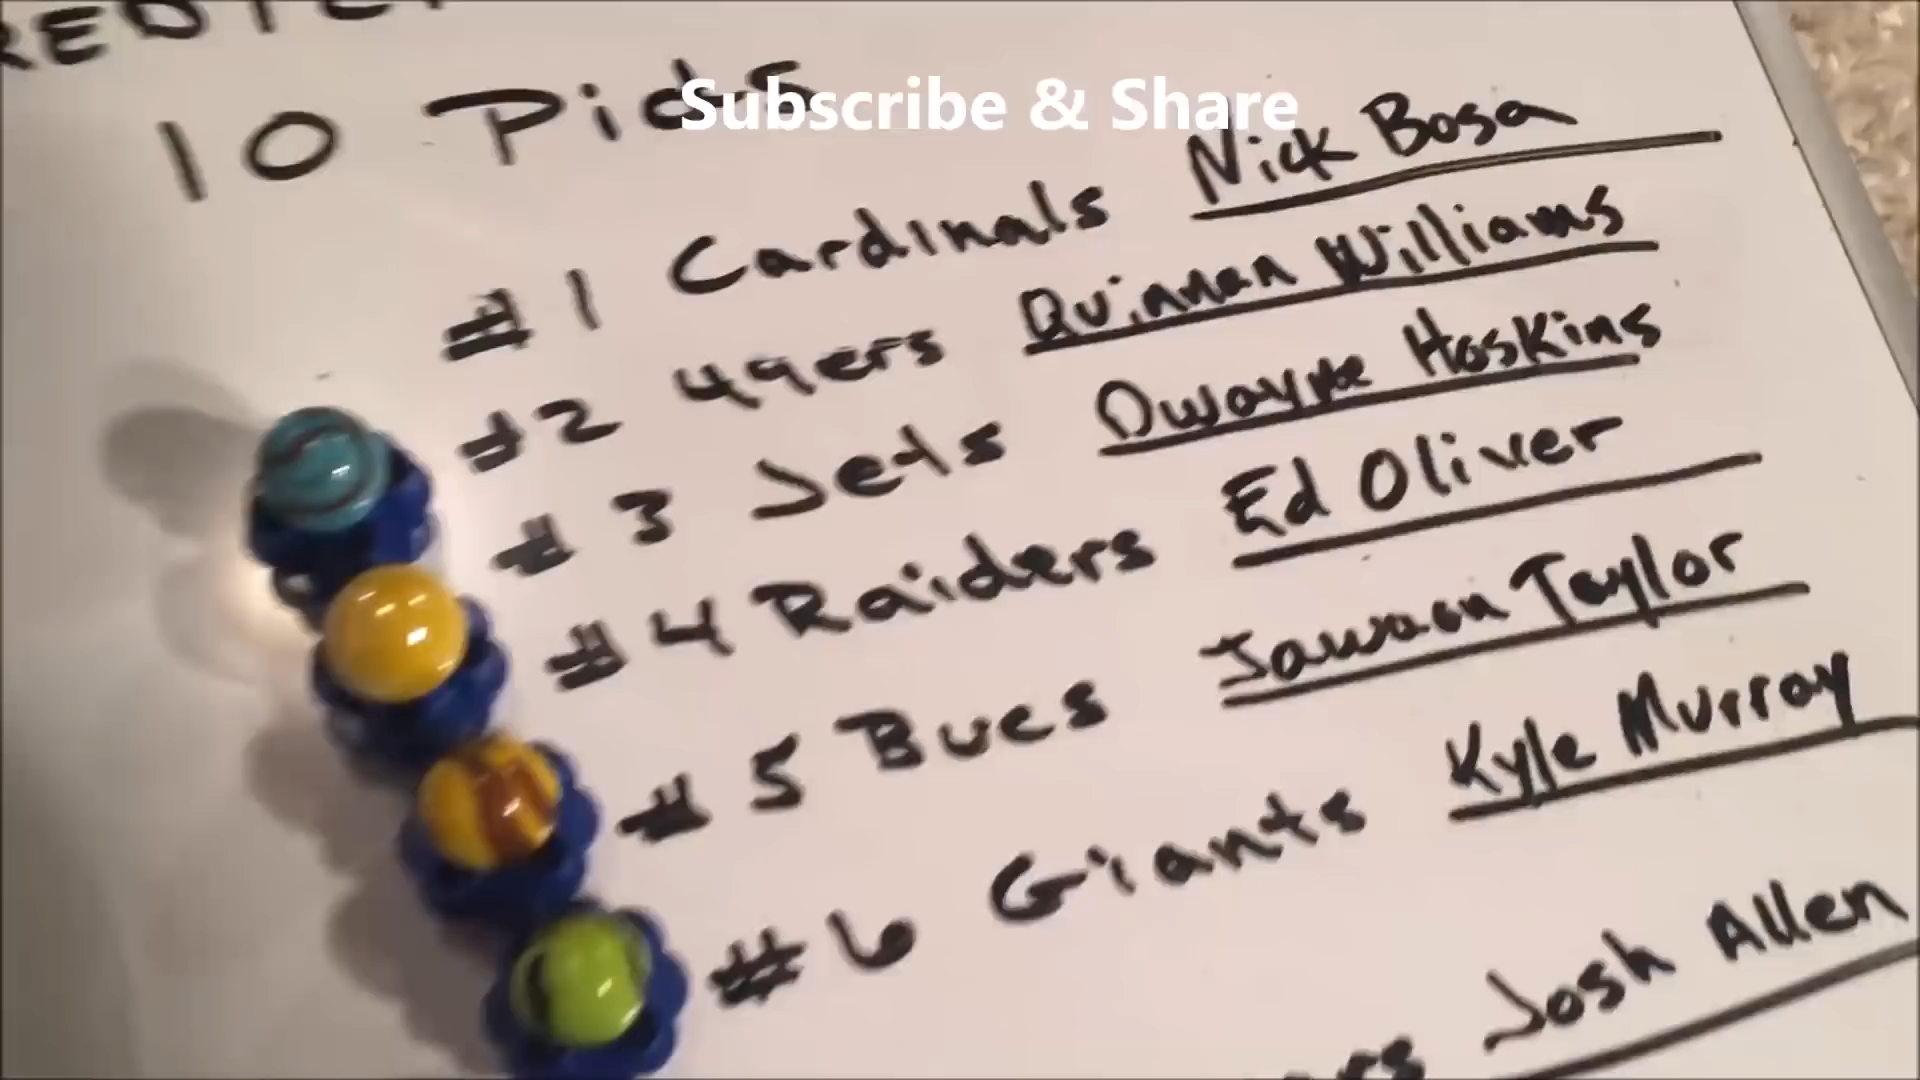 10 Picks
Subscribe & Share
#1 Cardinals Nick Bosa
#2 49ers Quinnen Williams
#3 Jets Dwayne Hoskins
#4 Raiders Ed Oliver
#5 Bucs Jawaan Taylor
#6 Giants Kyle Murray
Josh Allen